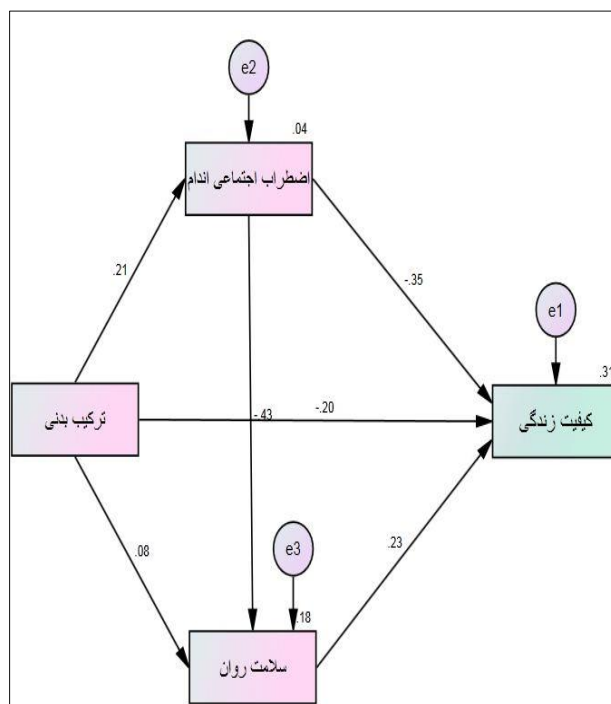 e2
.04
اضطراب اجتماعی اندام
.21
-.35
e1
.31
ترکیب بدنی
-.43
-.20
کیفیت زندگی
.08
e3
.23
.18
سلامت روان